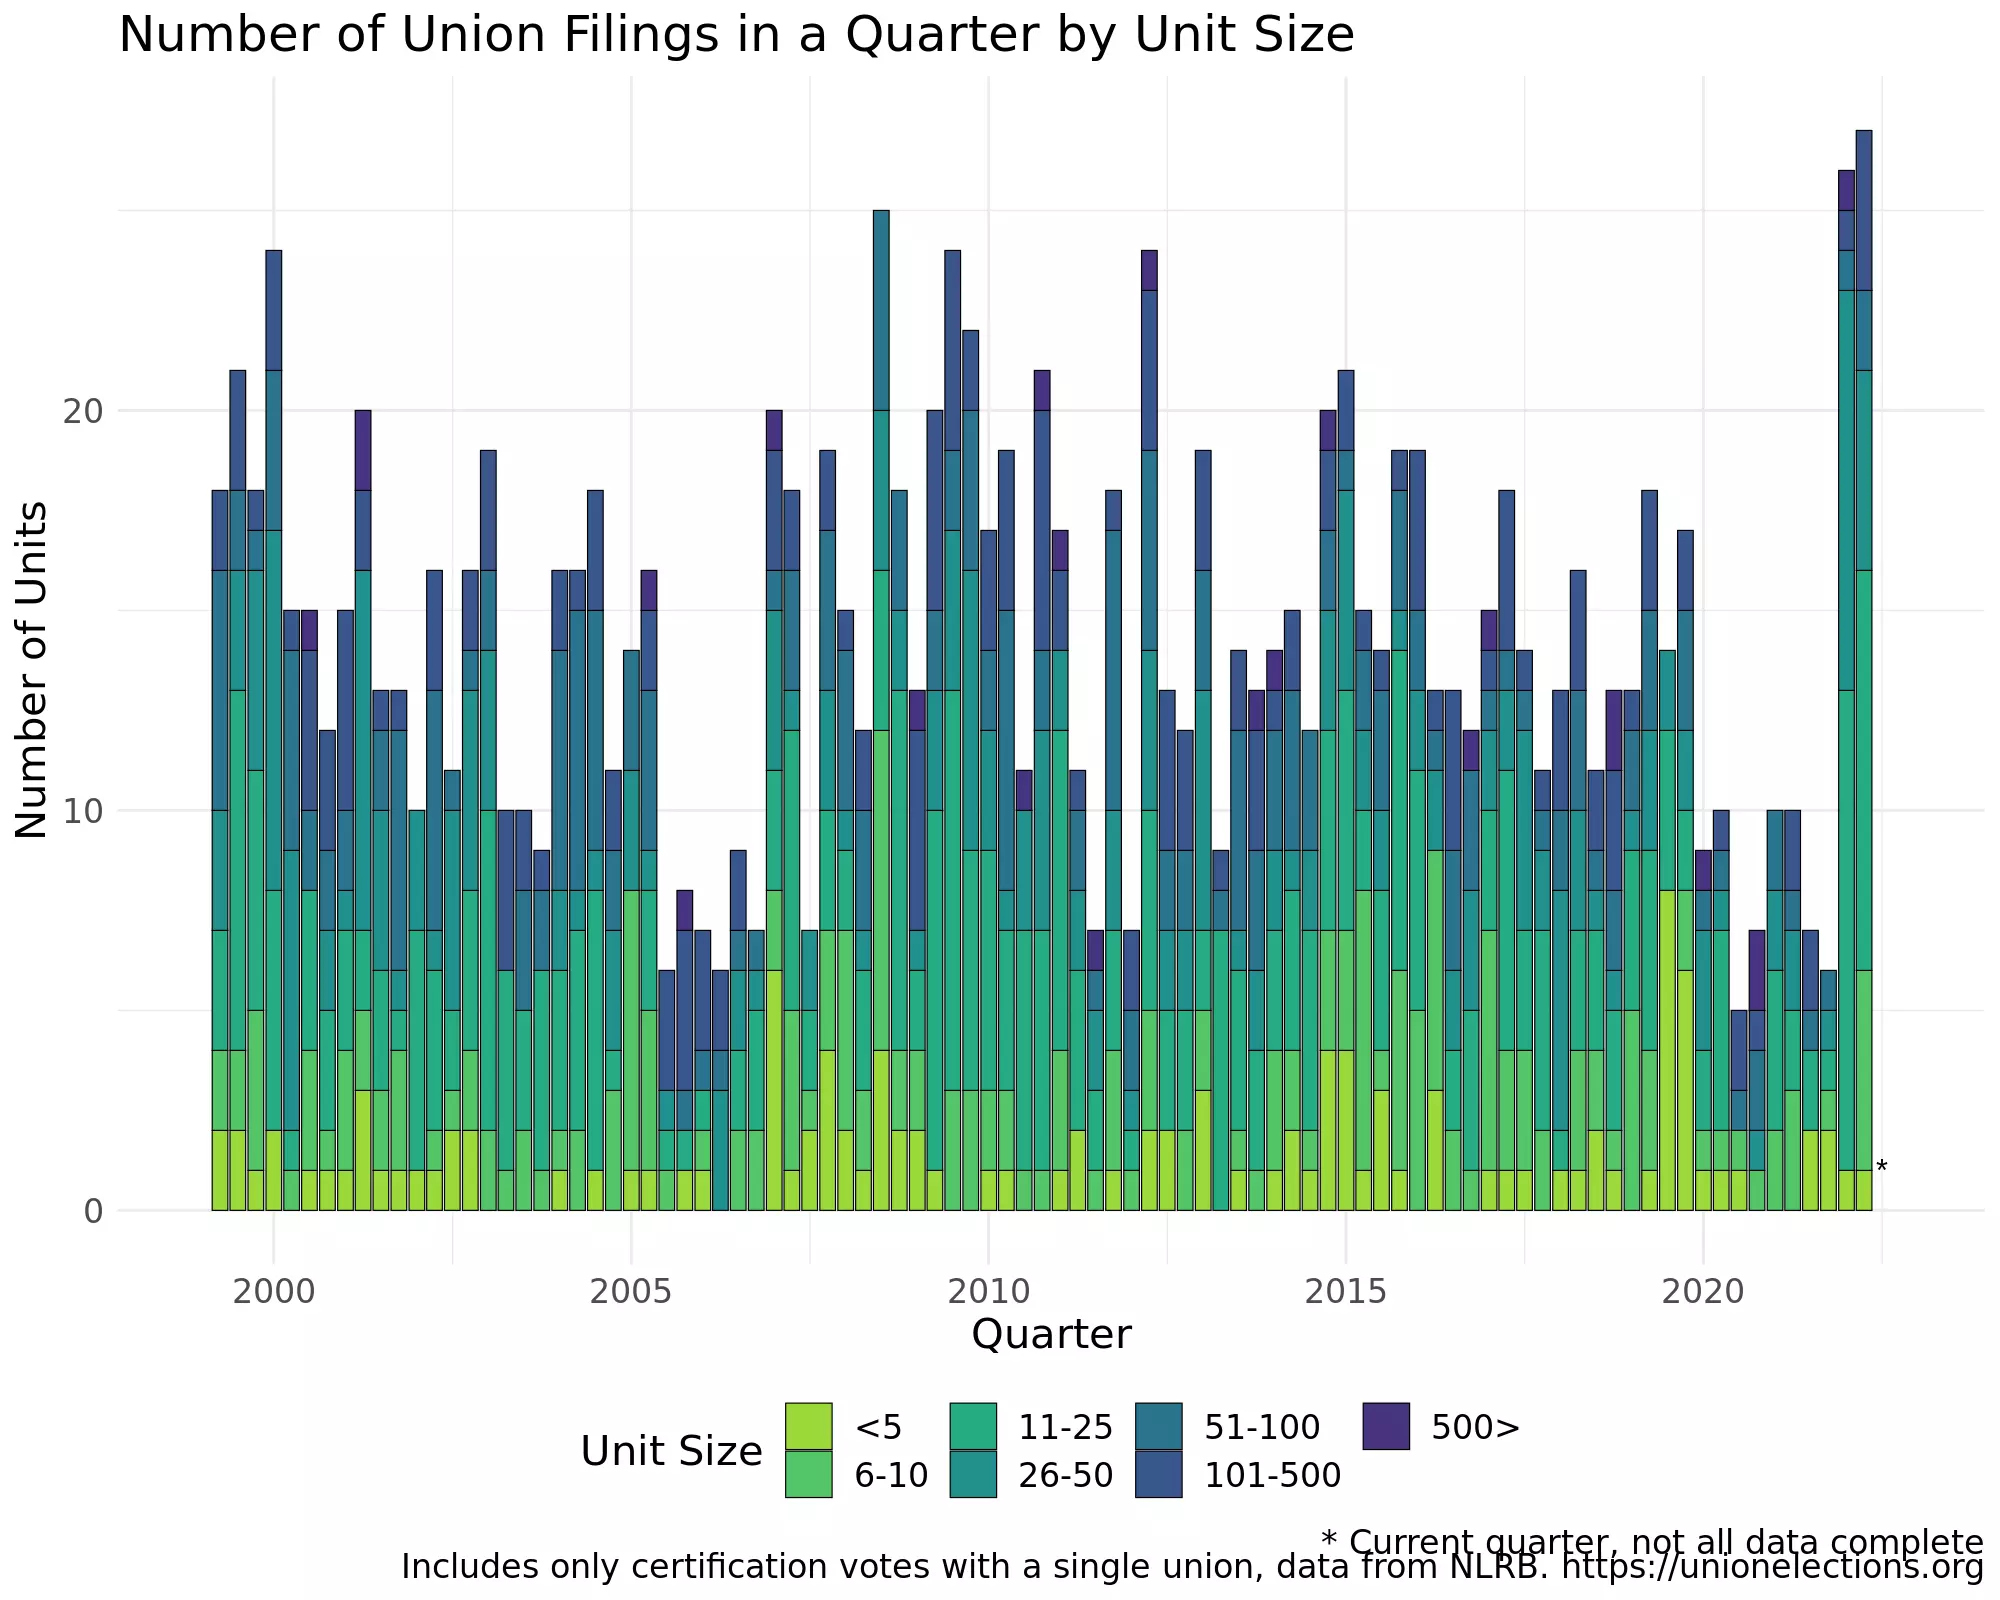 Number of Union Filings in a Quarter by Unit Size
Number of Units
20
10
0
*
2000 2005 2010 2015 2020
Quarter
Unit Size
<5 11-25 51-100 500>
6-10 26-50 101-500
* Current quarter, not all data complete
Includes only certification votes with a single union, data from NLRB. https://unionelections.org